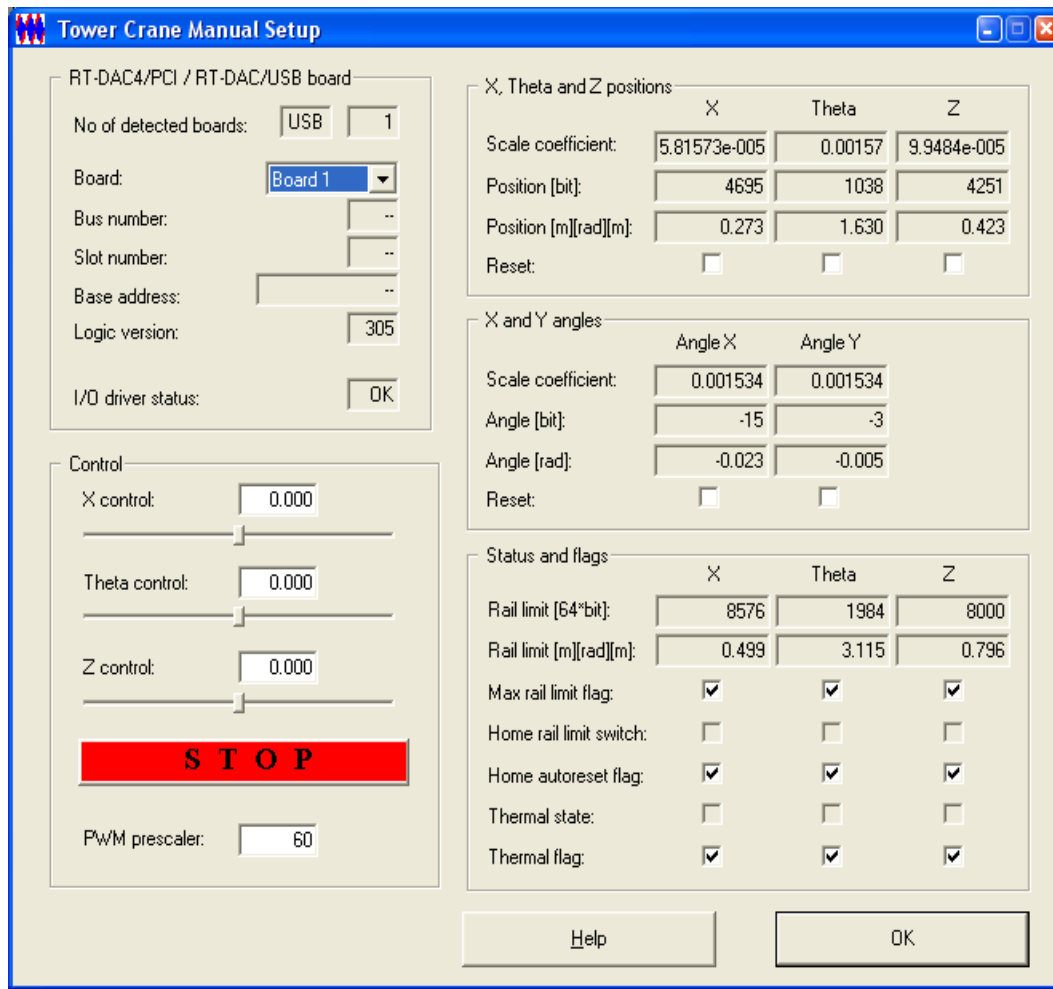 Tower Crane Manual Setup
RT-DAC4/PCI / RT-DAC/USB board
No of detected boards: USB 1
Board: Board 1
Bus number: --
Slot number: --
Base address: --
Logic version: 305
I/O driver status: OK
Control
X control: 0.000
Theta control: 0.000
Z control: 0.000
S T O P
PWM prescaler: 60
X, Theta and Z positions
X Theta Z
Scale coefficient: 5.81573e-005 0.00157 9.9484e-005
Position [bit]: 4695 1038 4251
Position [m][rad][m]: 0.273 1.630 0.423
Reset:
X and Y angles
Angle X Angle Y
Scale coefficient: 0.001534 0.001534
Angle [bit]: -15 -3
Angle [rad]: -0.023 -0.005
Reset:
Status and flags
X Theta Z
Rail limit [64*bit]: 8576 1984 8000
Rail limit [m][rad][m]: 0.499 3.115 0.796
Max rail limit flag:
Home rail limit switch:
Home autoreset flag:
Thermal state:
Thermal flag:
Help
OK